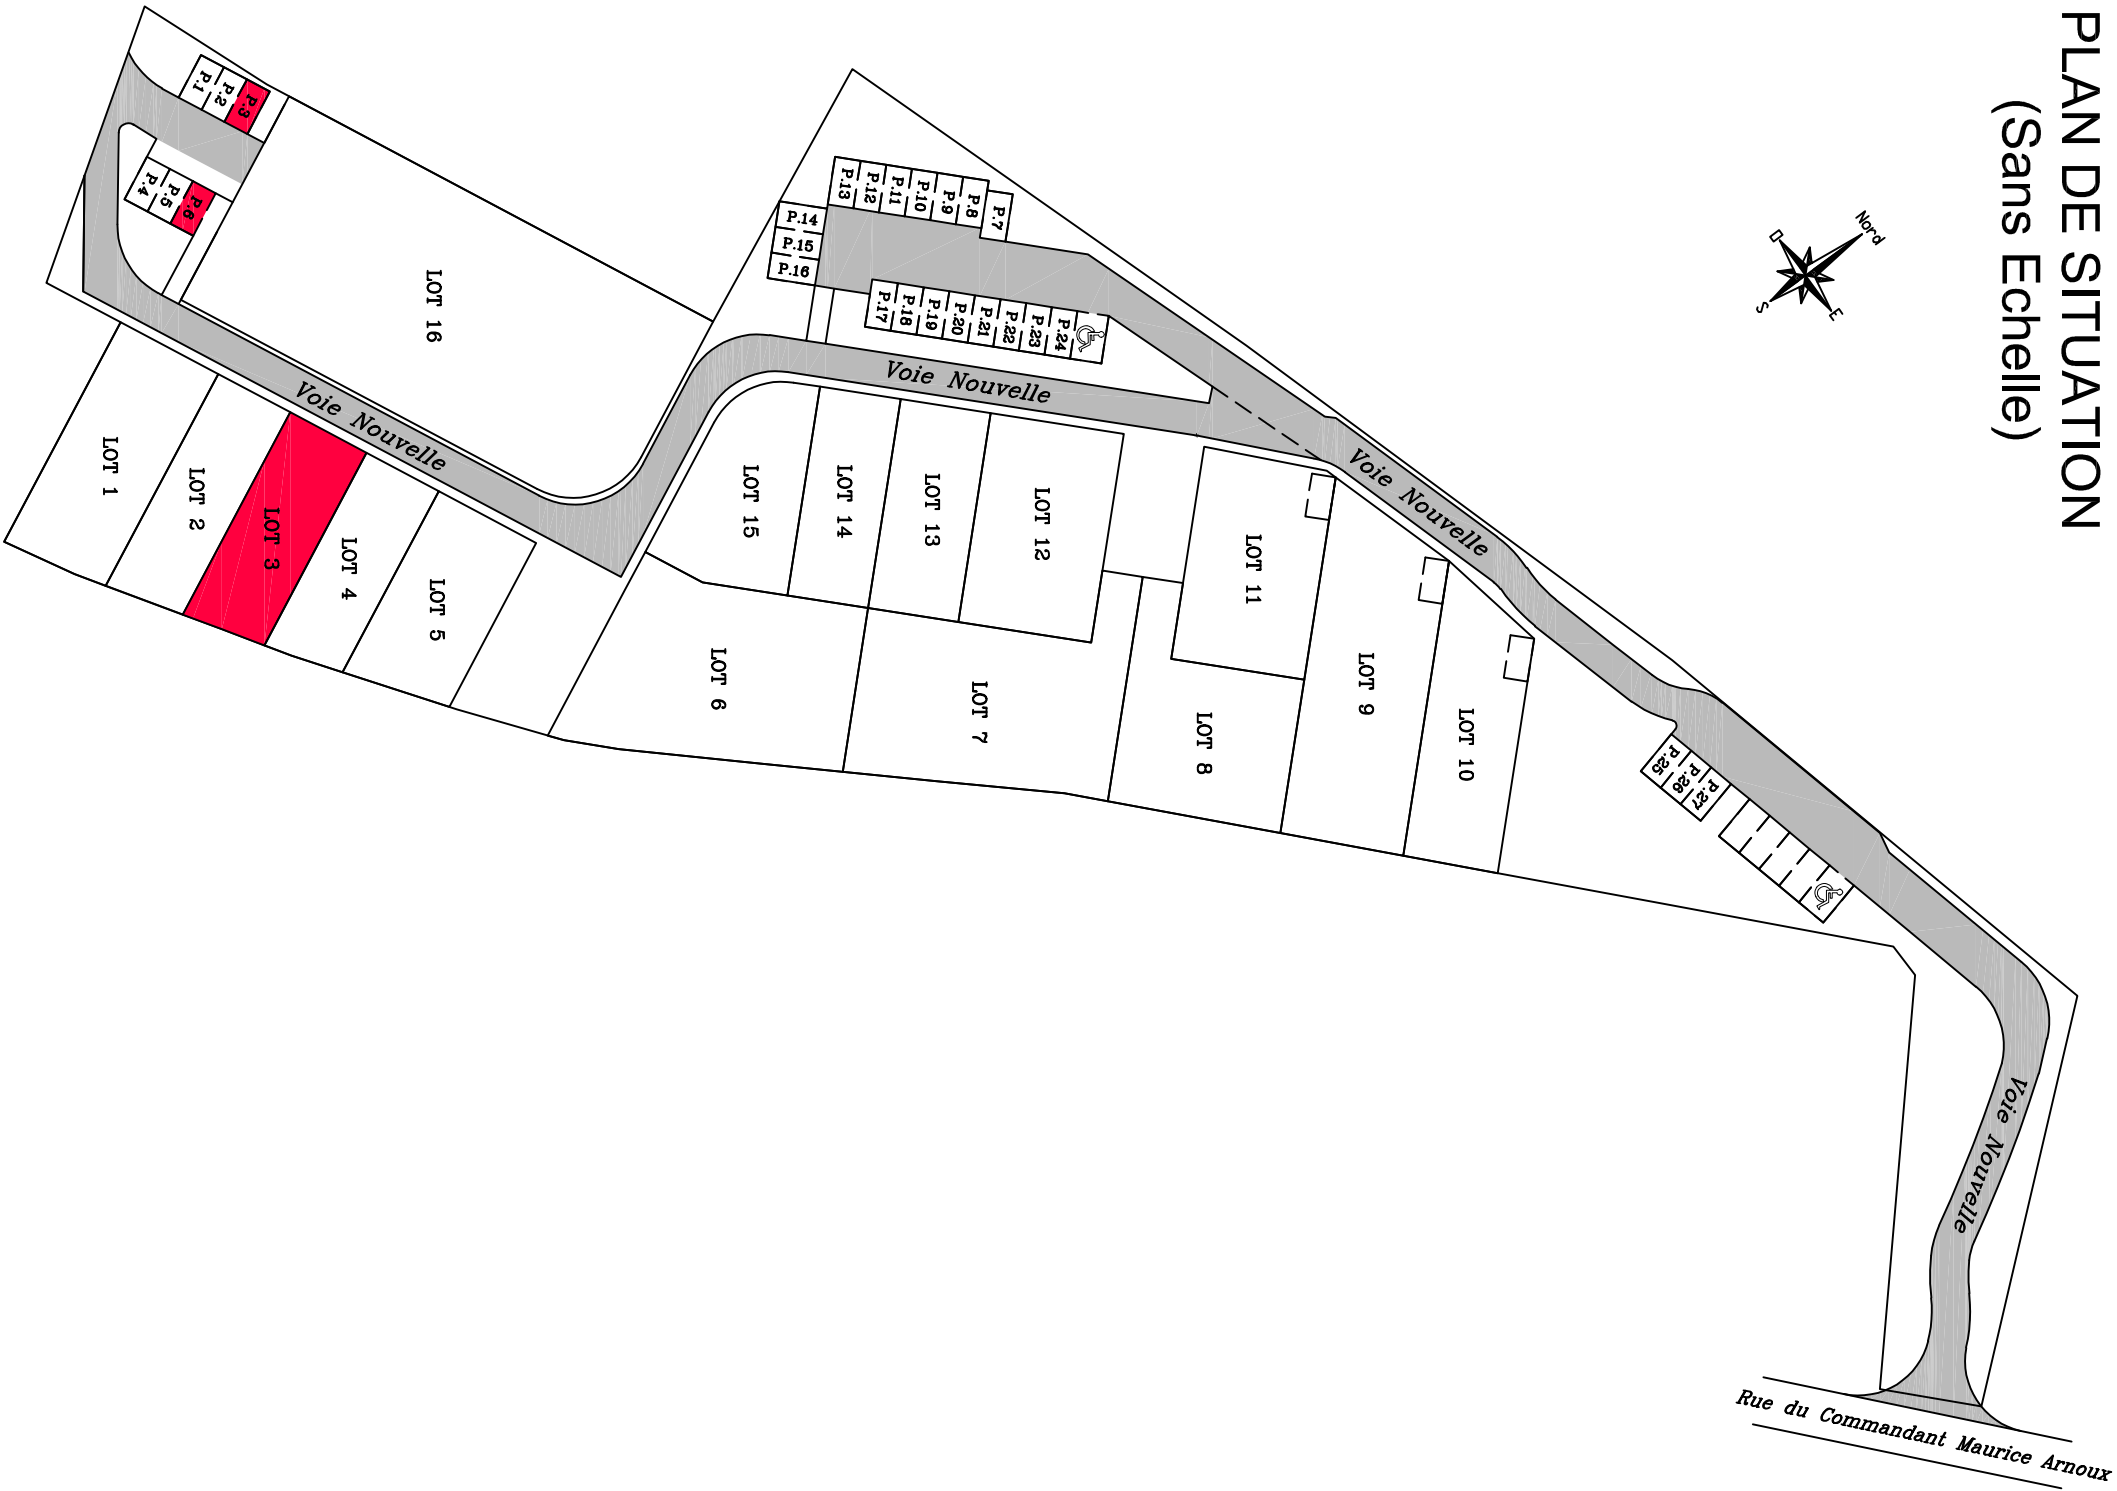 PLAN DE SITUATION
(Sans Echelle)
Nord
E
S
O
P.1
P.2
P.3
P.4
P.5
P.6
LOT 16
P.13
P.12
P.11
P.10
P.9
P.8
P.7
P.14
P.15
P.16
P.17
P.18
P.19
P.20
P.21
P.22
P.23
P.24
Voie Nouvelle
Voie Nouvelle
Voie Nouvelle
LOT 1
LOT 2
LOT 3
LOT 4
LOT 5
LOT 15
LOT 14
LOT 13
LOT 12
LOT 11
LOT 6
LOT 7
LOT 8
LOT 9
LOT 10
P.25
P.26
P.27
Voie Nouvelle
Rue du Commandant Maurice Arnoux